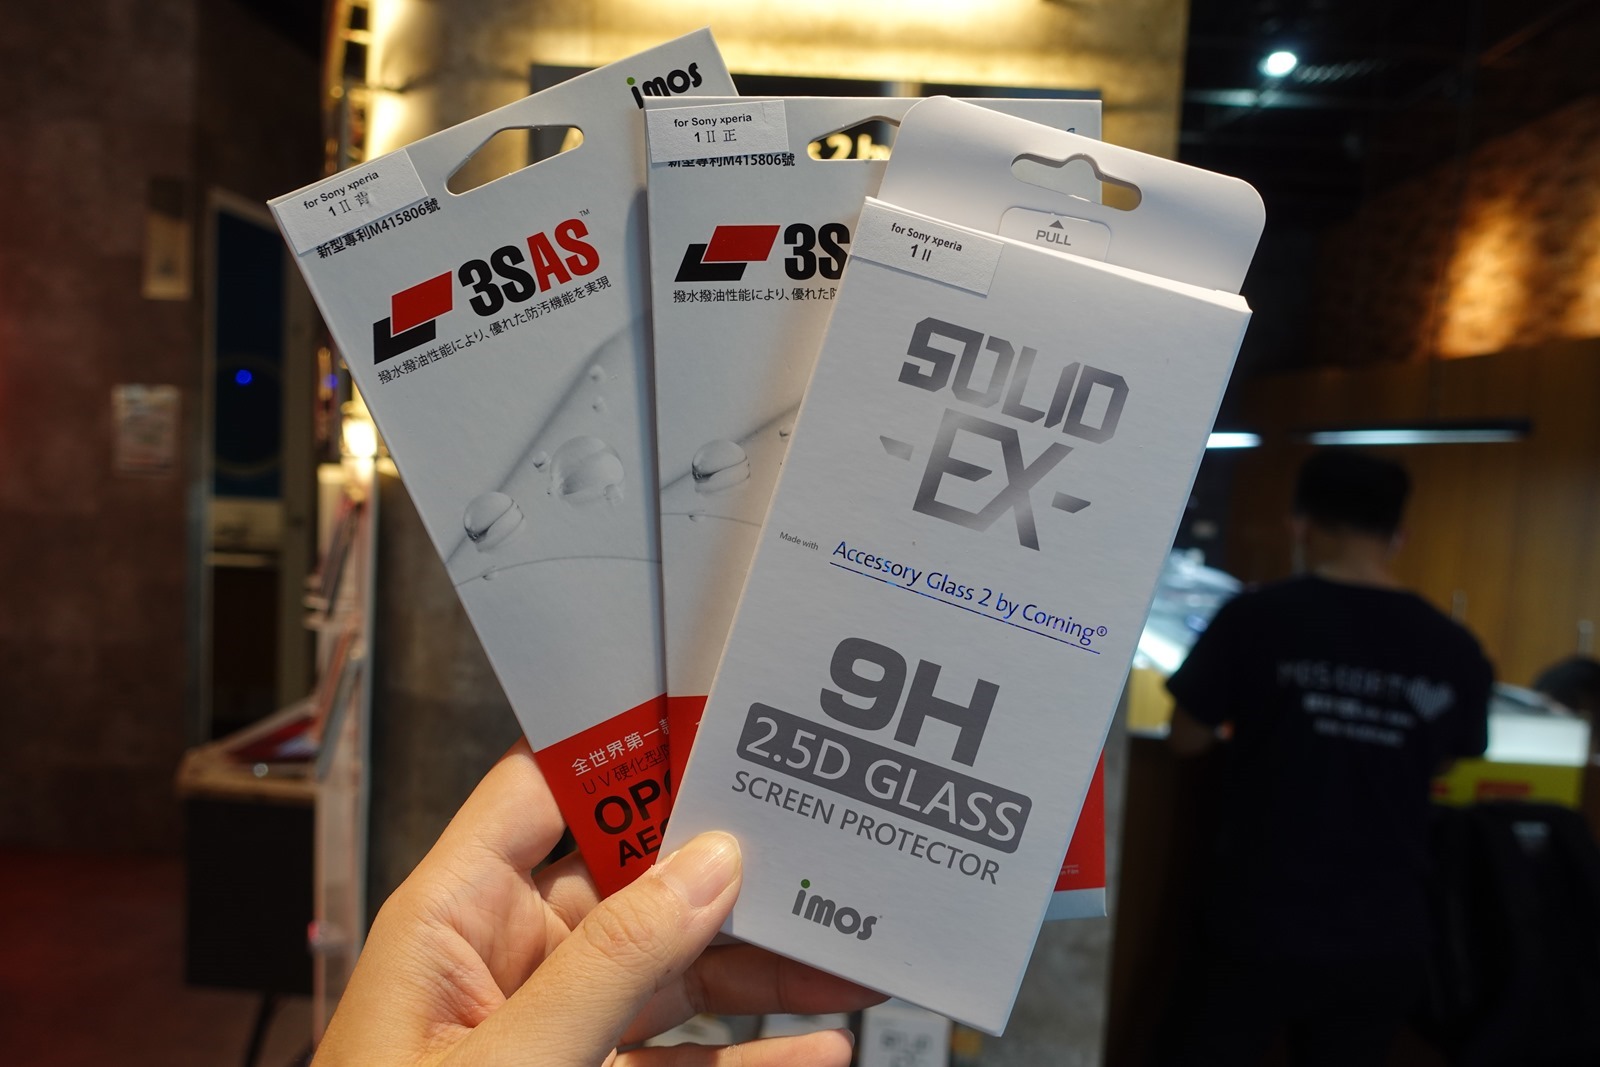 imos
for Sony xperia
1 II 背
新型專利M415806號
3SAS™
撥水撥油性能により、優れた防汚機能を実現
全世界第一
UV硬化型
for Sony xperia
1 II 正
新型專利M415806號
3S
撥水撥油性能により、優れた防
PULL
for Sony xperia
1 II
SOLID
-EX-
Made with Accessory Glass 2 by Corning®
9H
2.5D GLASS
SCREEN PROTECTOR
imos